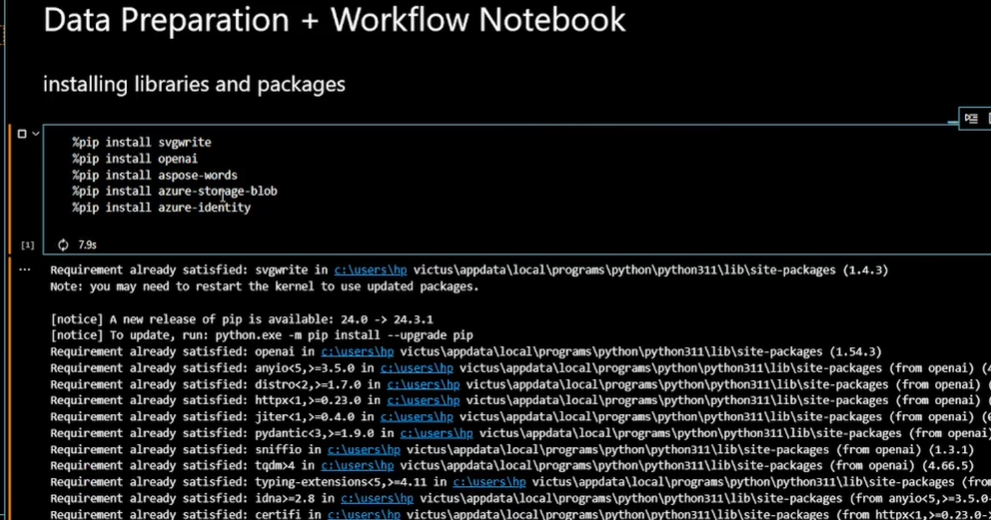 Data Preparation + Workflow Notebook
installing libraries and packages
%pip install svgwrite
%pip install openai
%pip install aspose-words
%pip install azure-storage-blob
%pip install azure-identity
[1]
7.9s
Requirement already satisfied: svgwrite in c:\users\hp victus\appdata\local\programs\python\python311\lib\site-packages (1.4.3)
Note: you may need to restart the kernel to use updated packages.
[notice] A new release of pip is available: 24.0 -> 24.3.1
[notice] To update, run: python.exe -m pip install --upgrade pip
Requirement already satisfied: openai in c:\users\hp victus\appdata\local\programs\python\python311\lib\site-packages (1.54.3)
Requirement already satisfied: anyio<5,>=3.5.0 in c:\users\hp victus\appdata\local\programs\python\python311\lib\site-packages (from openai) (4
Requirement already satisfied: distro<2,>=1.7.0 in c:\users\hp victus\appdata\local\programs\python\python311\lib\site-packages (from openai) (
Requirement already satisfied: httpx<1,>=0.23.0 in c:\users\hp victus\appdata\local\programs\python\python311\lib\site-packages (from openai) (
Requirement already satisfied: jiter<1,>=0.4.0 in c:\users\hp victus\appdata\local\programs\python\python311\lib\site-packages (from openai) (0
Requirement already satisfied: pydantic<3,>=1.9.0 in c:\users\hp victus\appdata\local\programs\python\python311\lib\site-packages (from openai)
Requirement already satisfied: sniffio in c:\users\hp victus\appdata\local\programs\python\python311\lib\site-packages (from openai) (1.3.1)
Requirement already satisfied: tqdm>4 in c:\users\hp victus\appdata\local\programs\python\python311\lib\site-packages (from openai) (4.66.5)
Requirement already satisfied: typing-extensions<5,>=4.11 in c:\users\hp victus\appdata\local\programs\python\python311\lib\site-packages (from
Requirement already satisfied: idna>=2.8 in c:\users\hp victus\appdata\local\programs\python\python311\lib\site-packages (from anyio<5,>=3.5.0-
Requirement already satisfied: certifi in c:\users\hp victus\appdata\local\programs\python\python311\lib\site-packages (from httpx<1,>=0.23.0-